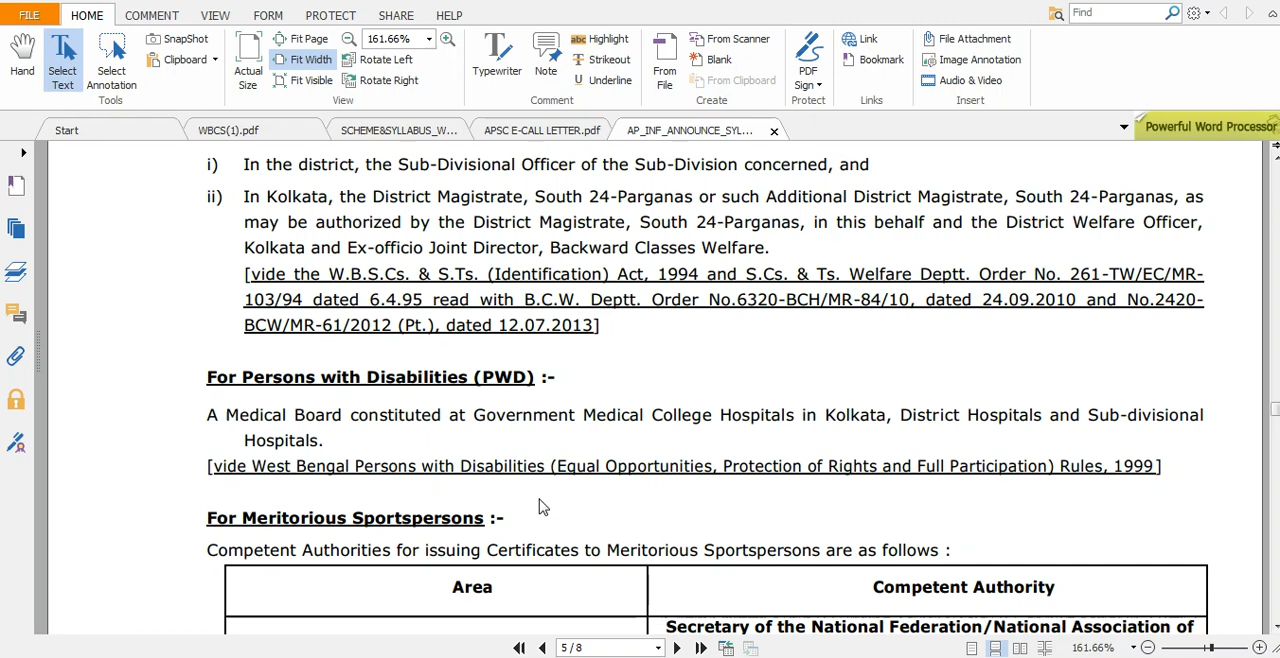 FILE HOME COMMENT VIEW FORM PROTECT SHARE HELP Find
Hand
Select Text
Select Annotation
SnapShot
Clipboard
Tools
Actual Size
Fit Page
Fit Width
Fit Visible
161.66%
Rotate Left
Rotate Right
View
Typewriter
Note
abc Highlight
Strikeout
U Underline
Comment
From File
From Scanner
Blank
From Clipboard
Create
PDF Sign
Protect
Link
Bookmark
Links
File Attachment
Image Annotation
Audio & Video
Insert
Start WBCS(1).pdf SCHEME&SYLLABUS_W... APSC E-CALL LETTER.pdf AP_INF_ANNOUNCE_SYL... Powerful Word Processor
i) In the district, the Sub-Divisional Officer of the Sub-Division concerned, and
ii) In Kolkata, the District Magistrate, South 24-Parganas or such Additional District Magistrate, South 24-Parganas, as
may be authorized by the District Magistrate, South 24-Parganas, in this behalf and the District Welfare Officer,
Kolkata and Ex-officio Joint Director, Backward Classes Welfare.
[vide the W.B.S.Cs. & S.Ts. (Identification) Act, 1994 and S.Cs. & Ts. Welfare Deptt. Order No. 261-TW/EC/MR-
103/94 dated 6.4.95 read with B.C.W. Deptt. Order No.6320-BCH/MR-84/10, dated 24.09.2010 and No.2420-
BCW/MR-61/2012 (Pt.), dated 12.07.2013]
For Persons with Disabilities (PWD) :-
A Medical Board constituted at Government Medical College Hospitals in Kolkata, District Hospitals and Sub-divisional
Hospitals.
[vide West Bengal Persons with Disabilities (Equal Opportunities, Protection of Rights and Full Participation) Rules, 1999]
For Meritorious Sportspersons :-
Competent Authorities for issuing Certificates to Meritorious Sportspersons are as follows :
Area Competent Authority
Secretary of the National Federation/National Association of
5 / 8 161.66%